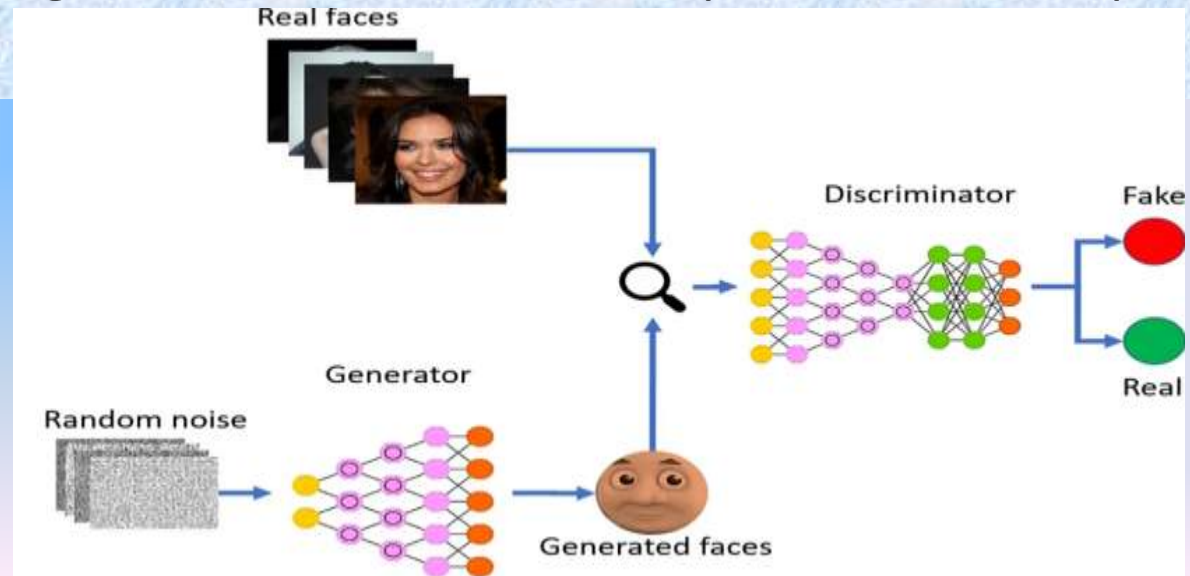 Real faces
Discriminator
Fake
Generator
Real
Random noise
Generated faces